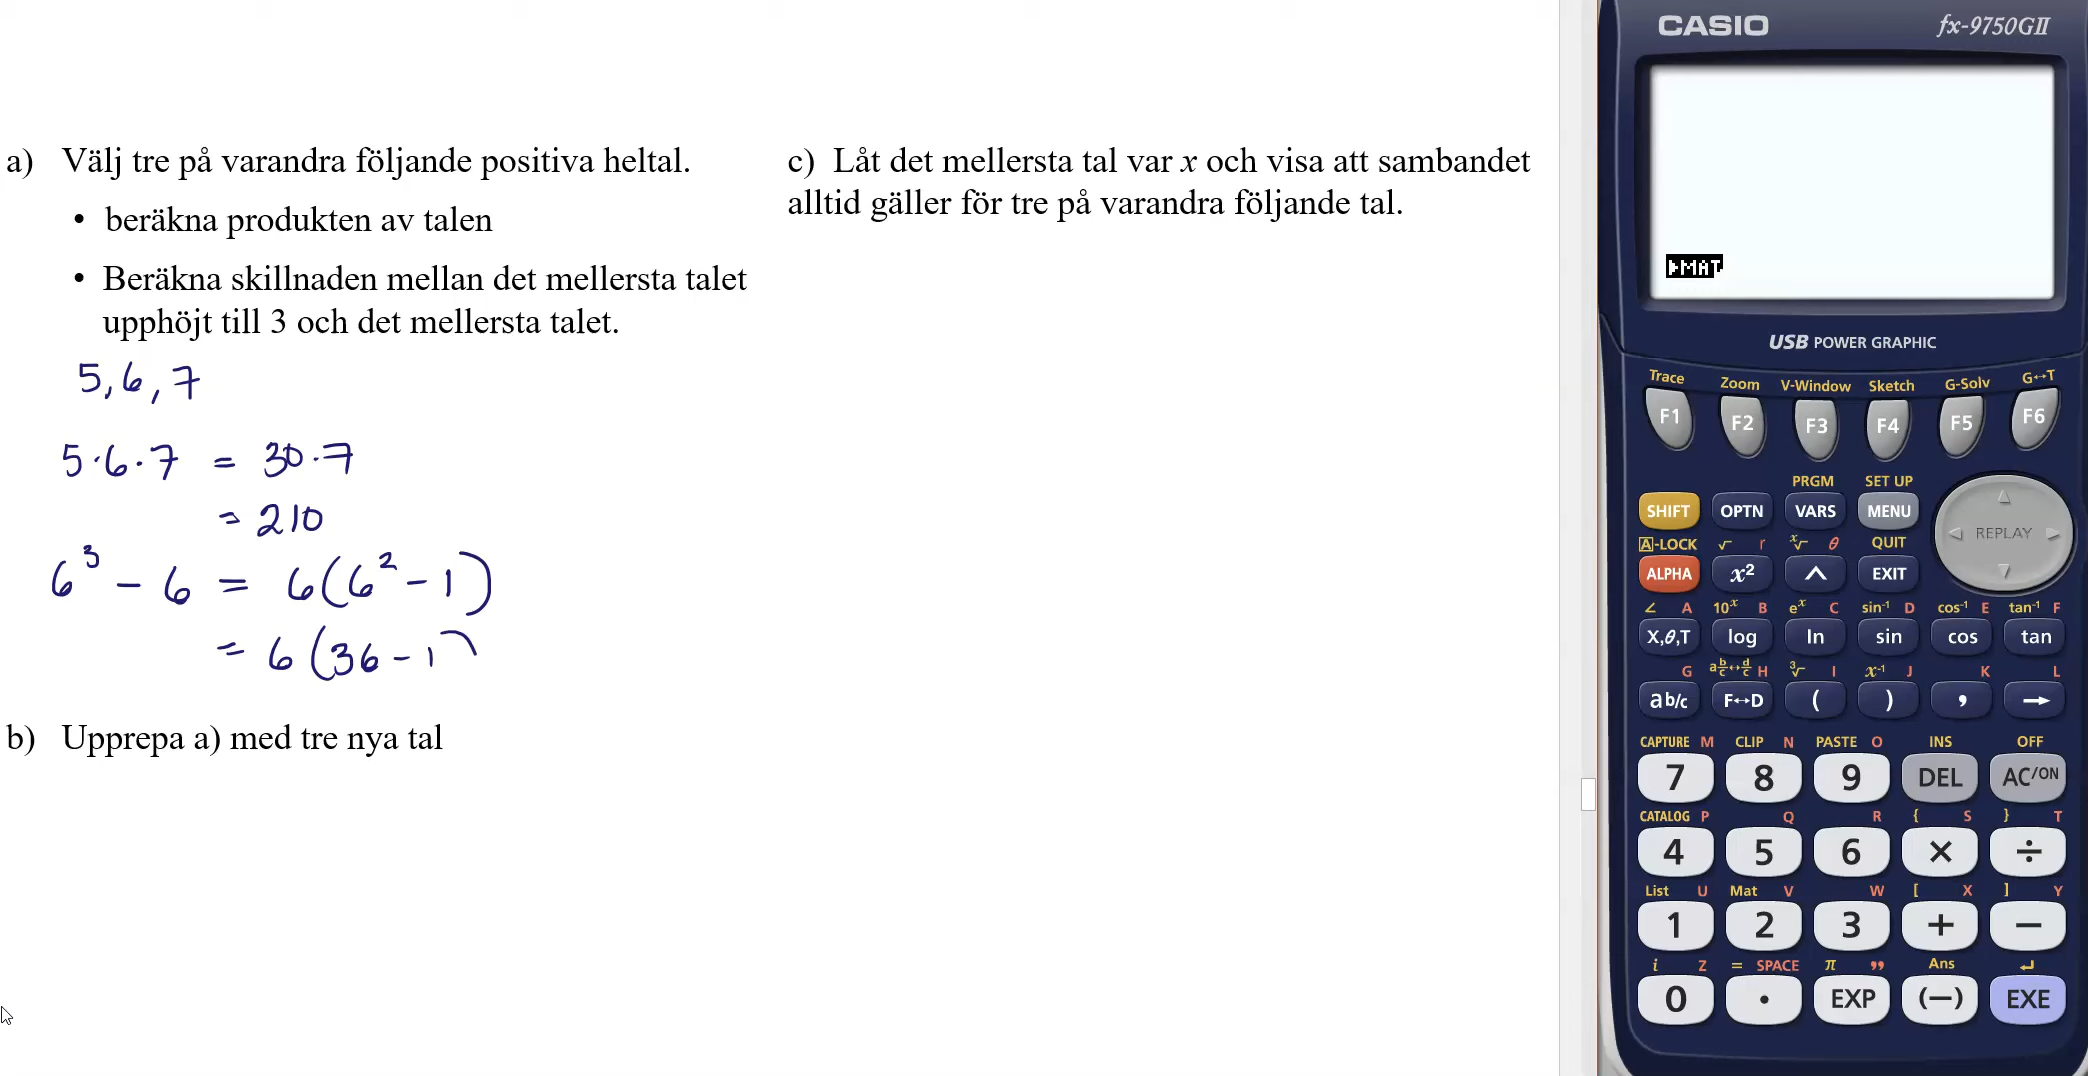 a) Välj tre på varandra följande positiva heltal.
• beräkna produkten av talen
• Beräkna skillnaden mellan det mellersta talet
upphöjt till 3 och det mellersta talet.
5, 6, 7
5·6·7 = 30·7
= 210
6³ - 6 = 6(6² - 1)
= 6(36 - 1)
b) Upprepa a) med tre nya tal
c) Låt det mellersta tal var x och visa att sambandet
alltid gäller för tre på varandra följande tal.
CASIO fx-9750GII
▶MAT
USB POWER GRAPHIC
Trace Zoom V-Window Sketch G-Solv G↔T
F1 F2 F3 F4 F5 F6
PRGM SET UP
SHIFT OPTN VARS MENU
REPLAY
A-LOCK √ r ˣ√ θ QUIT
ALPHA x² ^ EXIT
∠ A 10ˣ B eˣ C sin⁻¹ D cos⁻¹ E tan⁻¹ F
X,θ,T log ln sin cos tan
G a b/c↔d/c H ³√ I x⁻¹ J K L
a b/c F↔D ( ) , →
CAPTURE M CLIP N PASTE O INS OFF
7 8 9 DEL AC/ON
CATALOG P Q R { S } T
4 5 6 × ÷
List U Mat V W [ X ] Y
1 2 3 + −
i Z = SPACE π " Ans ↵
0 • EXP (−) EXE